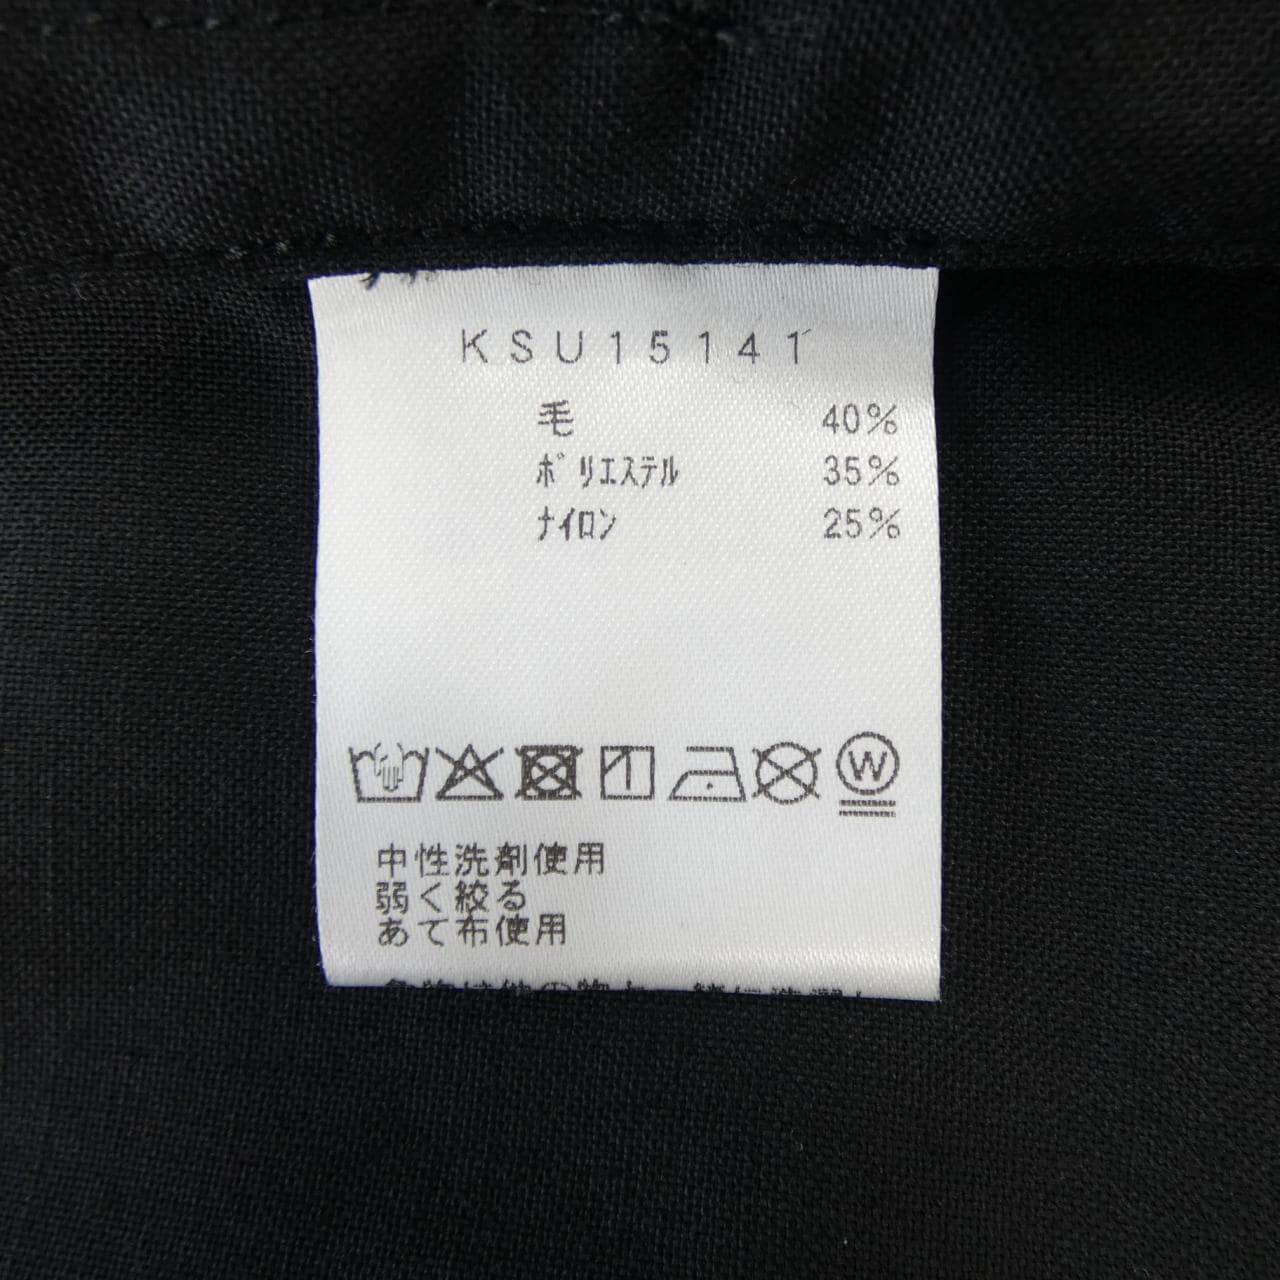 KSU15141
毛 40%
ﾎﾟﾘｴｽﾃﾙ 35%
ﾅｲﾛﾝ 25%
W
中性洗剤使用
弱く絞る
あて布使用